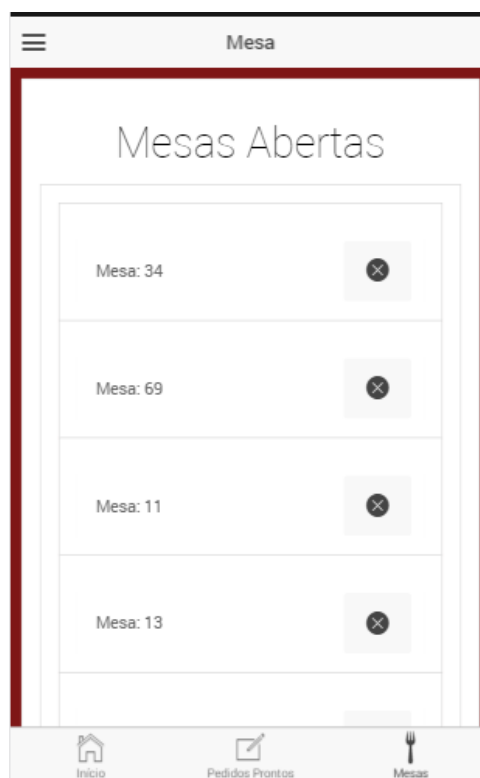 Mesa
Mesas Abertas
Mesa: 34
Mesa: 69
Mesa: 11
Mesa: 13
Início
Pedidos Prontos
Mesas